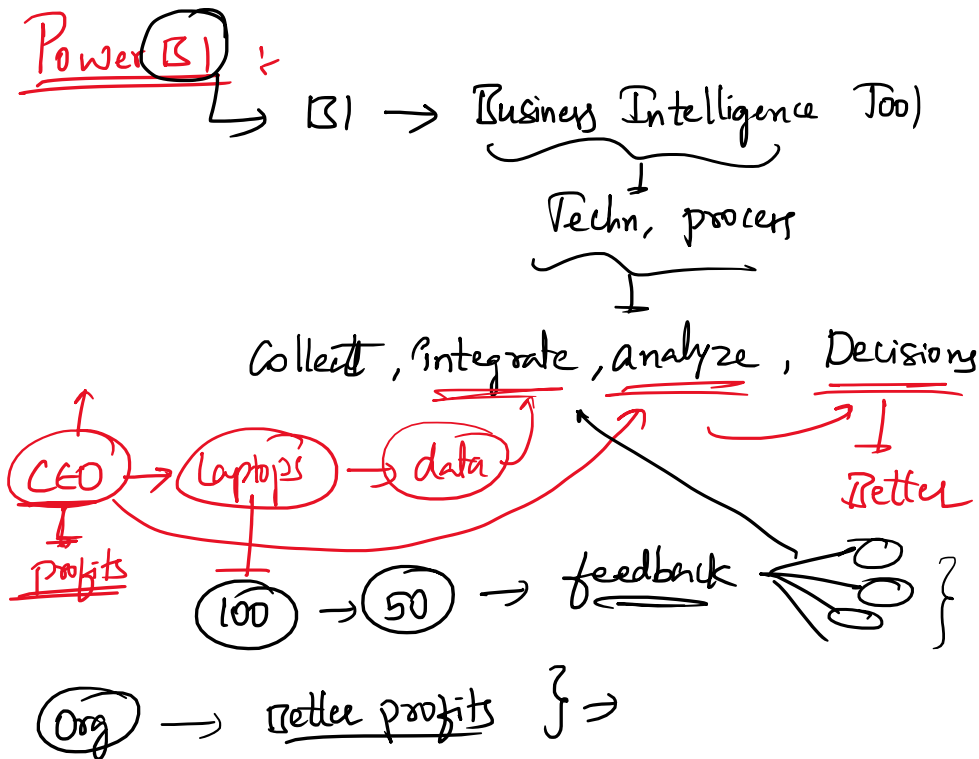 Power BI :-
BI → Business Intelligence Tool
Techn, process
Collect, integrate, analyze, Decisions
CEO → Laptops → data
Better
profits
100 → 50 → feedback
Org → Better profits } →